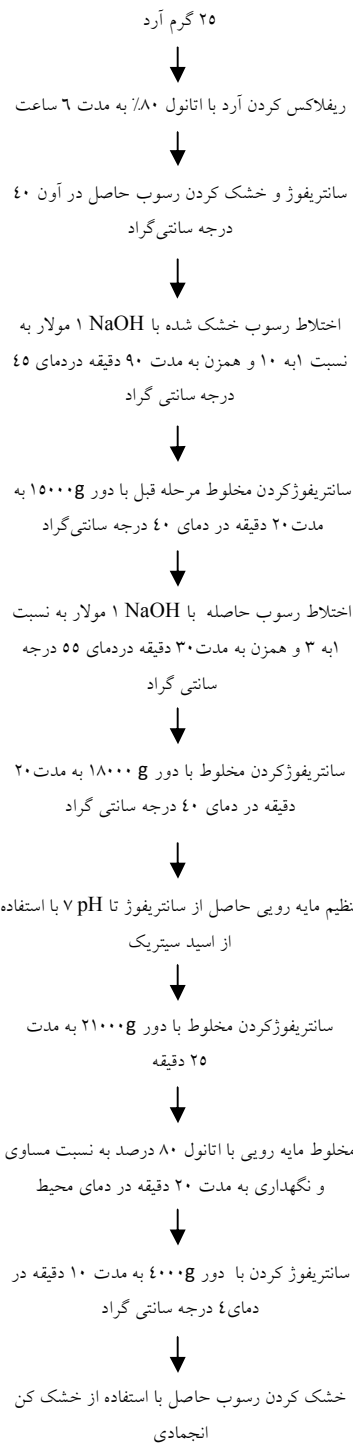 ۲۵ گرم آرد
ریفلاکس کردن آرد با اتانول ۸۰٪ به مدت ۶ ساعت
سانتریفوژ و خشک کردن رسوب حاصل در آون ۴۰
درجه سانتی‌گراد
اختلاط رسوب خشک شده با NaOH ۱ مولار به
نسبت ۱به ۱۰ و همزن به مدت ۹۰ دقیقه دردمای ۴۵
درجه سانتی گراد
سانتریفوژکردن مخلوط مرحله قبل با دور ۱۵۰۰۰g به
مدت۲۰ دقیقه در دمای ۴۰ درجه سانتی‌گراد
اختلاط رسوب حاصله با NaOH ۱ مولار به نسبت
۱به ۳ و همزن به مدت۳۰ دقیقه دردمای ۵۵ درجه
سانتی گراد
سانتریفوژکردن مخلوط با دور ۱۸۰۰۰ g به مدت۲۰
دقیقه در دمای ۴۰ درجه سانتی گراد
نظیم مایه رویی حاصل از سانتریفوژ تا pH ۷ با استفاده
از اسید سیتریک
سانتریفوژکردن مخلوط با دور ۲۱۰۰۰g به مدت
۲۵ دقیقه
مخلوط مایه رویی با اتانول ۸۰ درصد به نسبت مساوی
و نگهداری به مدت ۲۰ دقیقه در دمای محیط
سانتریفوژ کردن با دور ۴۰۰۰g به مدت ۱۰ دقیقه در
دمای۴ درجه سانتی گراد
خشک کردن رسوب حاصل با استفاده از خشک کن
انجمادی